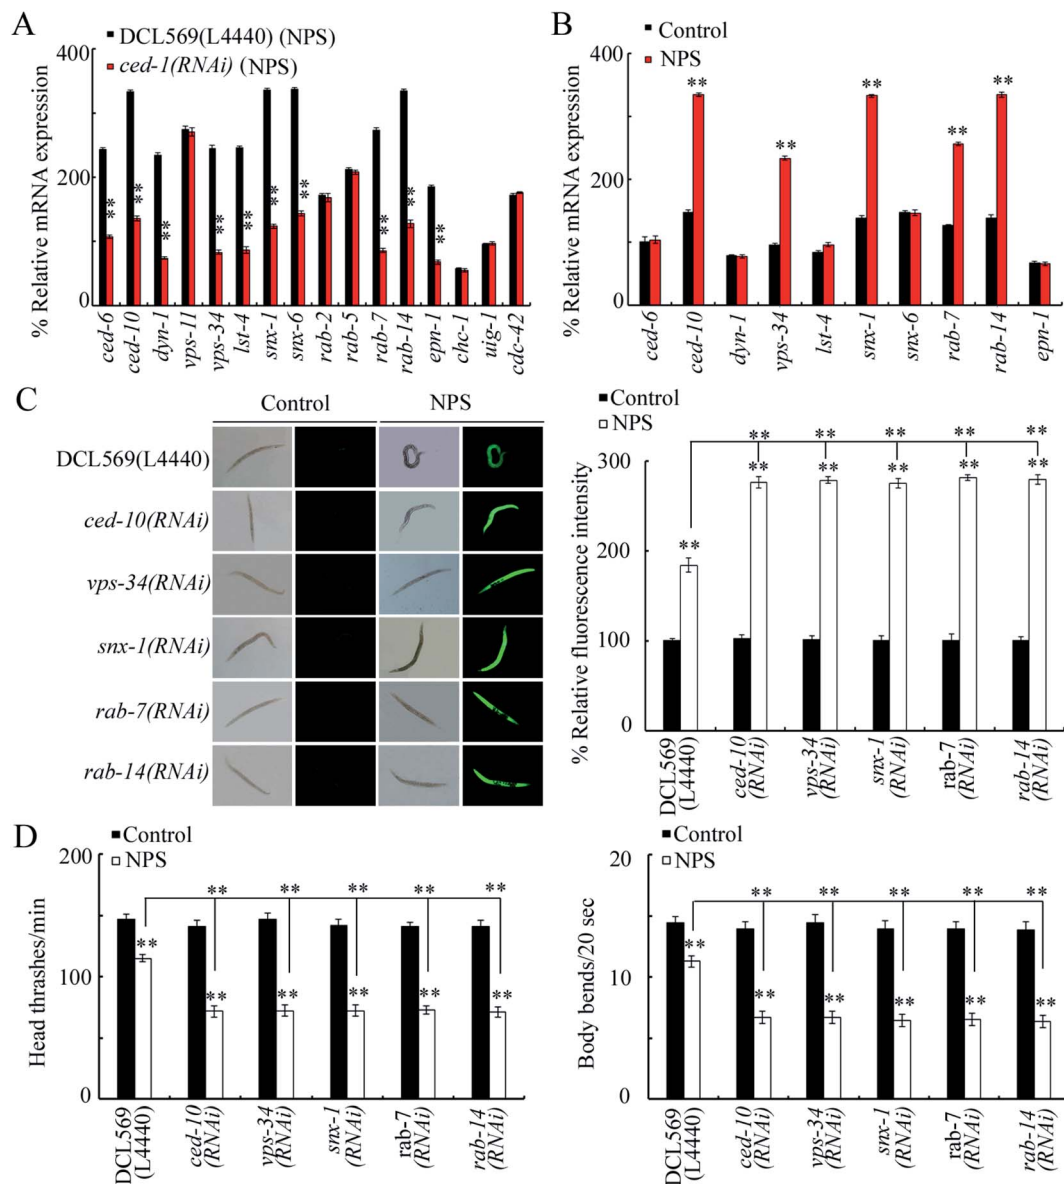 A
DCL569(L4440) (NPS)
ced-1(RNAi) (NPS)
% Relative mRNA expression
400
200
0
**
**
**
**
**
**
**
**
**
**
ced-6
ced-10
dyn-1
vps-11
vps-34
lst-4
snx-1
snx-6
rab-2
rab-5
rab-7
rab-14
epn-1
chc-1
uig-1
cdc-42
B
Control
NPS
% Relative mRNA expression
400
200
0
**
**
**
**
**
ced-6
ced-10
dyn-1
vps-34
lst-4
snx-1
snx-6
rab-7
rab-14
epn-1
C
Control NPS
DCL569(L4440)
ced-10(RNAi)
vps-34(RNAi)
snx-1(RNAi)
rab-7(RNAi)
rab-14(RNAi)
Control
NPS
% Relative fluorescence intensity
300
200
100
0
** ** ** ** **
** ** ** ** ** **
DCL569 (L4440)
ced-10 (RNAi)
vps-34 (RNAi)
snx-1 (RNAi)
rab-7 (RNAi)
rab-14 (RNAi)
D
Control
NPS
Head thrashes/min
200
100
0
** ** ** ** **
** ** ** ** ** **
DCL569 (L4440)
ced-10 (RNAi)
vps-34 (RNAi)
snx-1 (RNAi)
rab-7 (RNAi)
rab-14 (RNAi)
Control
NPS
Body bends/20 sec
20
10
0
** ** ** ** **
** ** ** ** ** **
DCL569 (L4440)
ced-10 (RNAi)
vps-34 (RNAi)
snx-1 (RNAi)
rab-7 (RNAi)
rab-14 (RNAi)